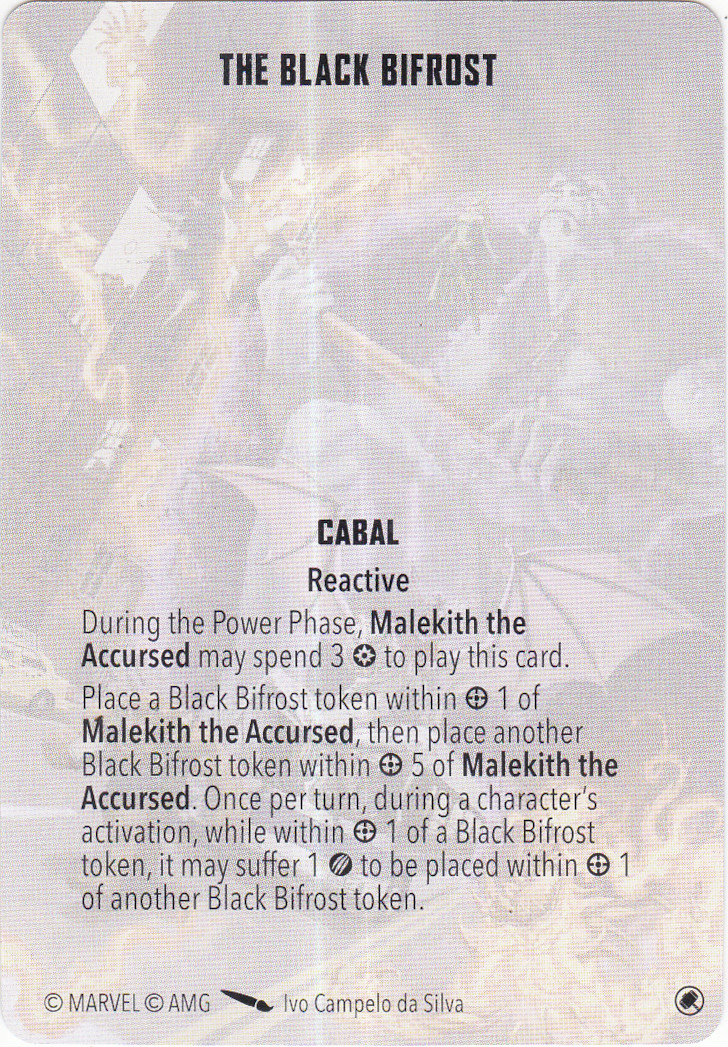 THE BLACK BIFROST
CABAL
Reactive
During the Power Phase, Malekith the
Accursed may spend 3 to play this card.
Place a Black Bifrost token within 1 of
Malekith the Accursed, then place another
Black Bifrost token within 5 of Malekith the
Accursed. Once per turn, during a character's
activation, while within 1 of a Black Bifrost
token, it may suffer 1 to be placed within 1
of another Black Bifrost token.
© MARVEL © AMG Ivo Campelo da Silva